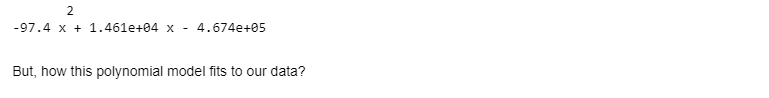 2
-97.4 x + 1.461e+04 x - 4.674e+05
But, how this polynomial model fits to our data?